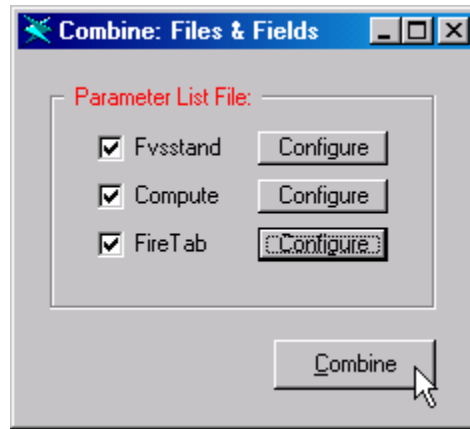 Combine: Files & Fields
Parameter List File:
Fvsstand Configure
Compute Configure
FireTab Configure
Combine